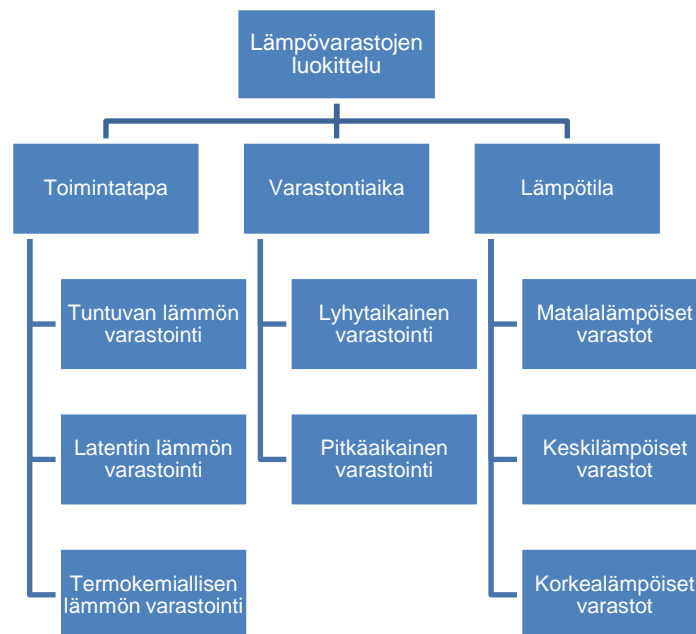 Lämpövarastojen
luokittelu
Toimintatapa
Varastontiaika
Lämpötila
Tuntuvan lämmön
varastointi
Lyhytaikainen
varastointi
Matalalämpöiset
varastot
Latentin lämmön
varastointi
Pitkäaikainen
varastointi
Keskilämpöiset
varastot
Termokemiallisen
lämmön varastointi
Korkealämpöiset
varastot